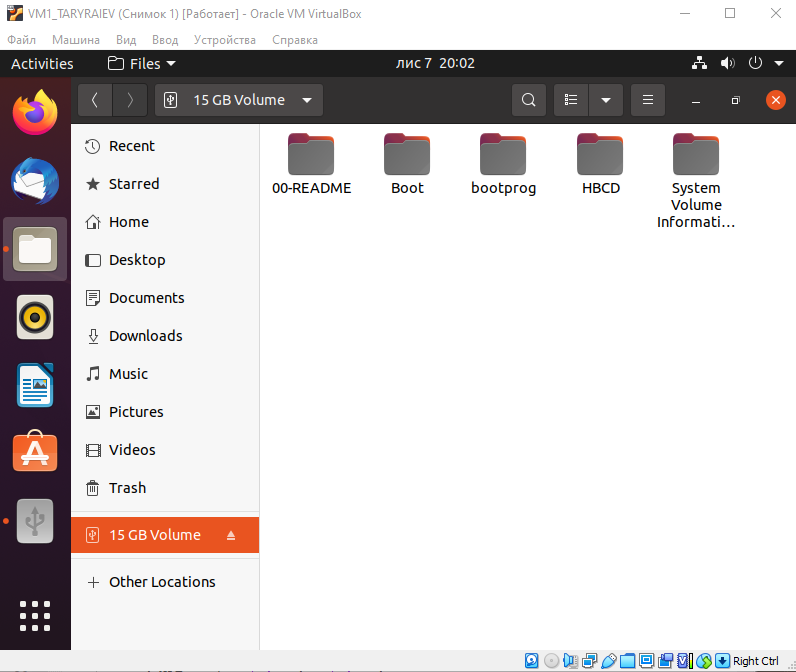 VM1_TARYRAIEV (Снимок 1) [Работает] - Oracle VM VirtualBox
Файл Машина Вид Ввод Устройства Справка
Activities Files лис 7 20:02
15 GB Volume
Recent
Starred
Home
Desktop
Documents
Downloads
Music
Pictures
Videos
Trash
15 GB Volume
Other Locations
00-README Boot bootprog HBCD System
Volume
Informati...
Right Ctrl